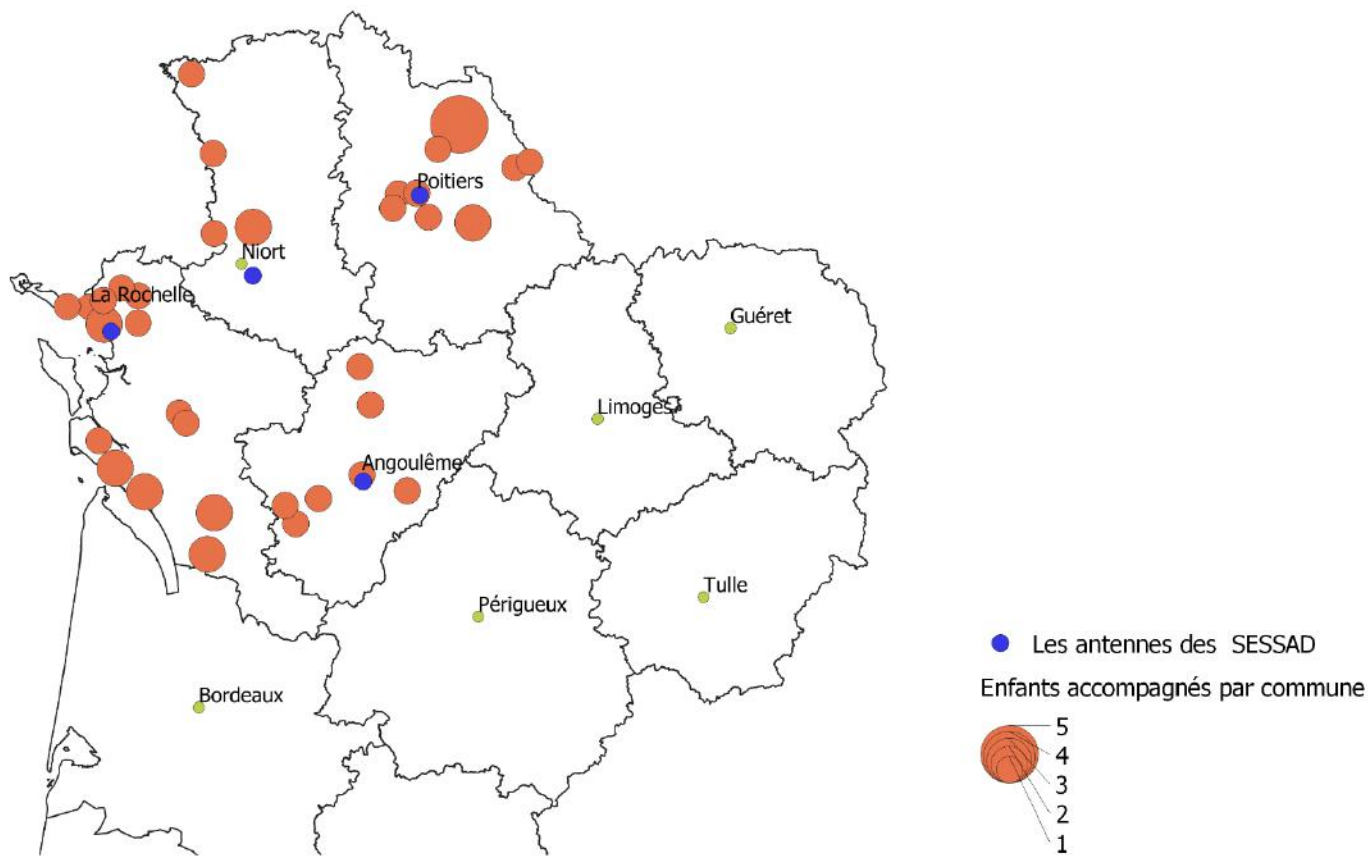 Poitiers
Niort
La Rochelle
Guéret
Limoges
Angoulême
Tulle
Périgueux
Bordeaux
Les antennes des SESSAD
Enfants accompagnés par commune
5
4
3
2
1